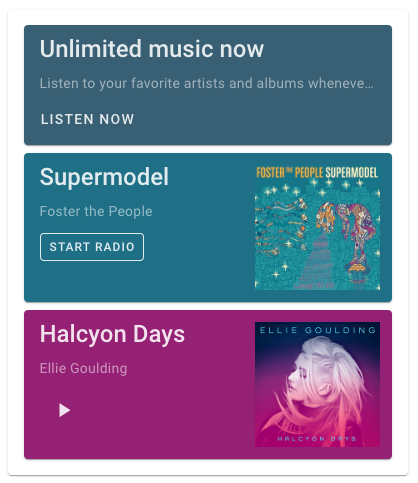 Unlimited music now
Listen to your favorite artists and albums wheneve…
LISTEN NOW
Supermodel
Foster the People
START RADIO
FOSTER THE PEOPLE SUPERMODEL
Halcyon Days
Ellie Goulding
ELLIE GOULDING
HALCYON DAYS